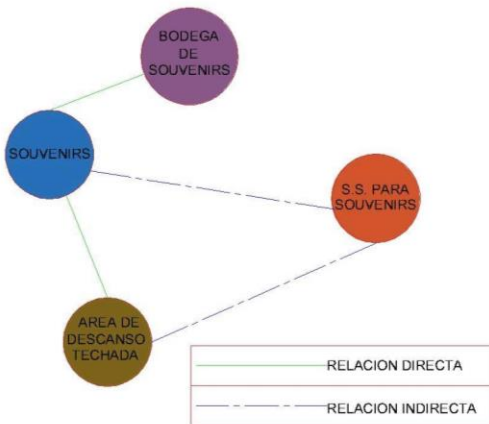 BODEGA
DE
SOUVENIRS
SOUVENIRS
S.S. PARA
SOUVENIRS
AREA DE
DESCANSO
TECHADA
RELACION DIRECTA
RELACION INDIRECTA